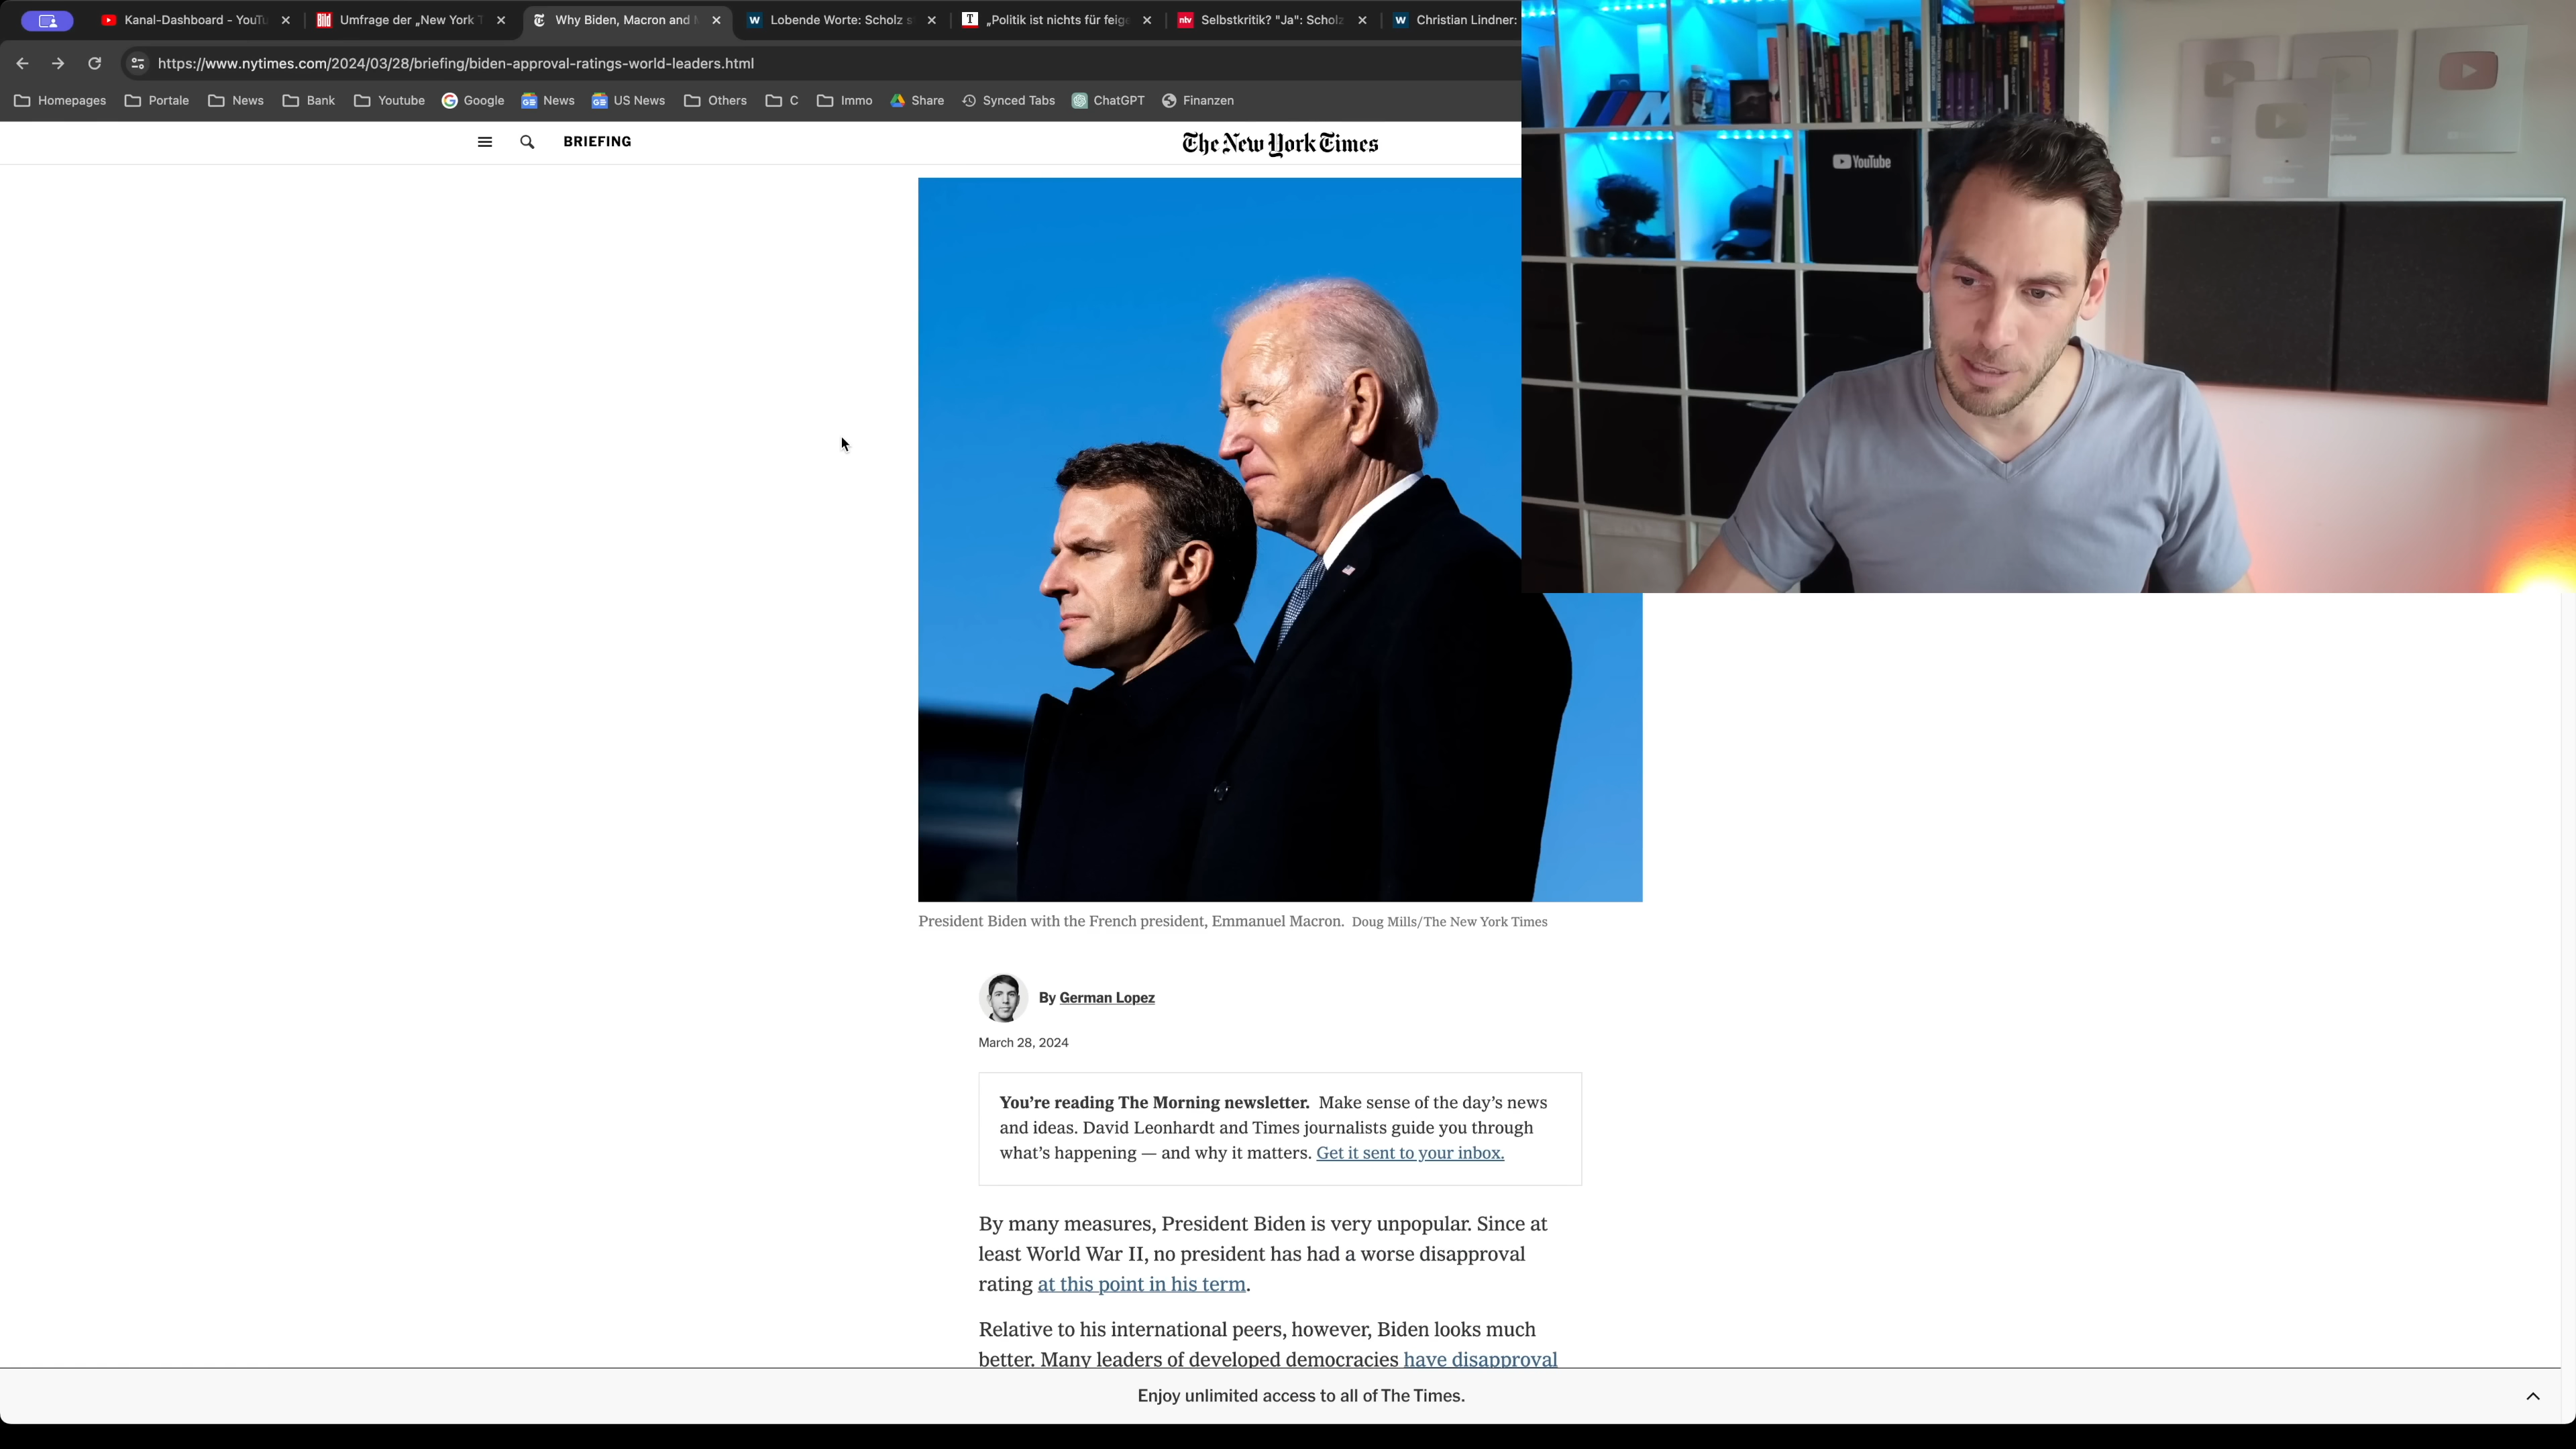 Kanal-Dashboard - YouTu
Umfrage der „New York T
Why Biden, Macron and M
Lobende Worte: Scholz s
„Politik ist nichts für feige
Selbstkritik? "Ja": Scholz
Christian Lindner:
https://www.nytimes.com/2024/03/28/briefing/biden-approval-ratings-world-leaders.html
Homepages Portale News Bank Youtube Google News US News Others C Immo Share Synced Tabs ChatGPT Finanzen
BRIEFING
The New York Times
YouTube
President Biden with the French president, Emmanuel Macron. Doug Mills/The New York Times
By German Lopez
March 28, 2024
You’re reading The Morning newsletter. Make sense of the day’s news
and ideas. David Leonhardt and Times journalists guide you through
what’s happening — and why it matters. Get it sent to your inbox.
By many measures, President Biden is very unpopular. Since at
least World War II, no president has had a worse disapproval
rating at this point in his term.
Relative to his international peers, however, Biden looks much
better. Many leaders of developed democracies have disapproval
Enjoy unlimited access to all of The Times.